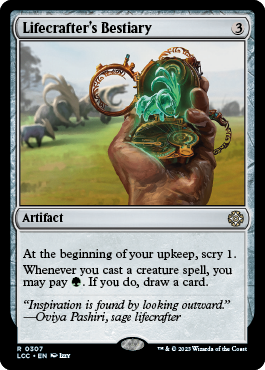 Lifecrafter's Bestiary 3
Artifact
At the beginning of your upkeep, scry 1.
Whenever you cast a creature spell, you
may pay . If you do, draw a card.
“Inspiration is found by looking outward.”
—Oviya Pashiri, sage lifecrafter
R 0307
LCC • EN Izzy
™ & © 2023 Wizards of the Coast